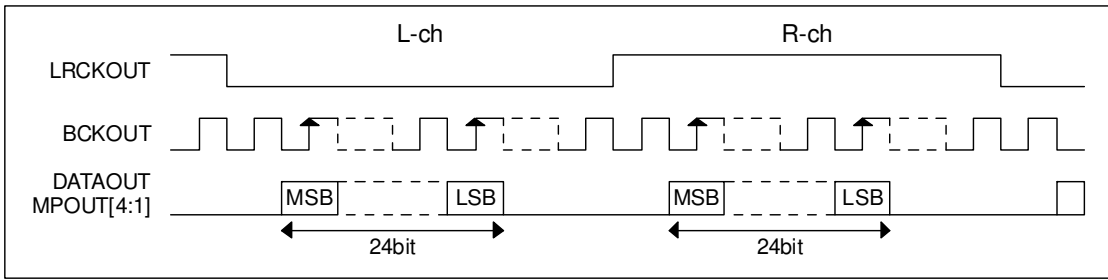 L-ch R-ch
LRCKOUT
BCKOUT
DATAOUT
MPOUT[4:1]
MSB LSB MSB LSB
24bit 24bit